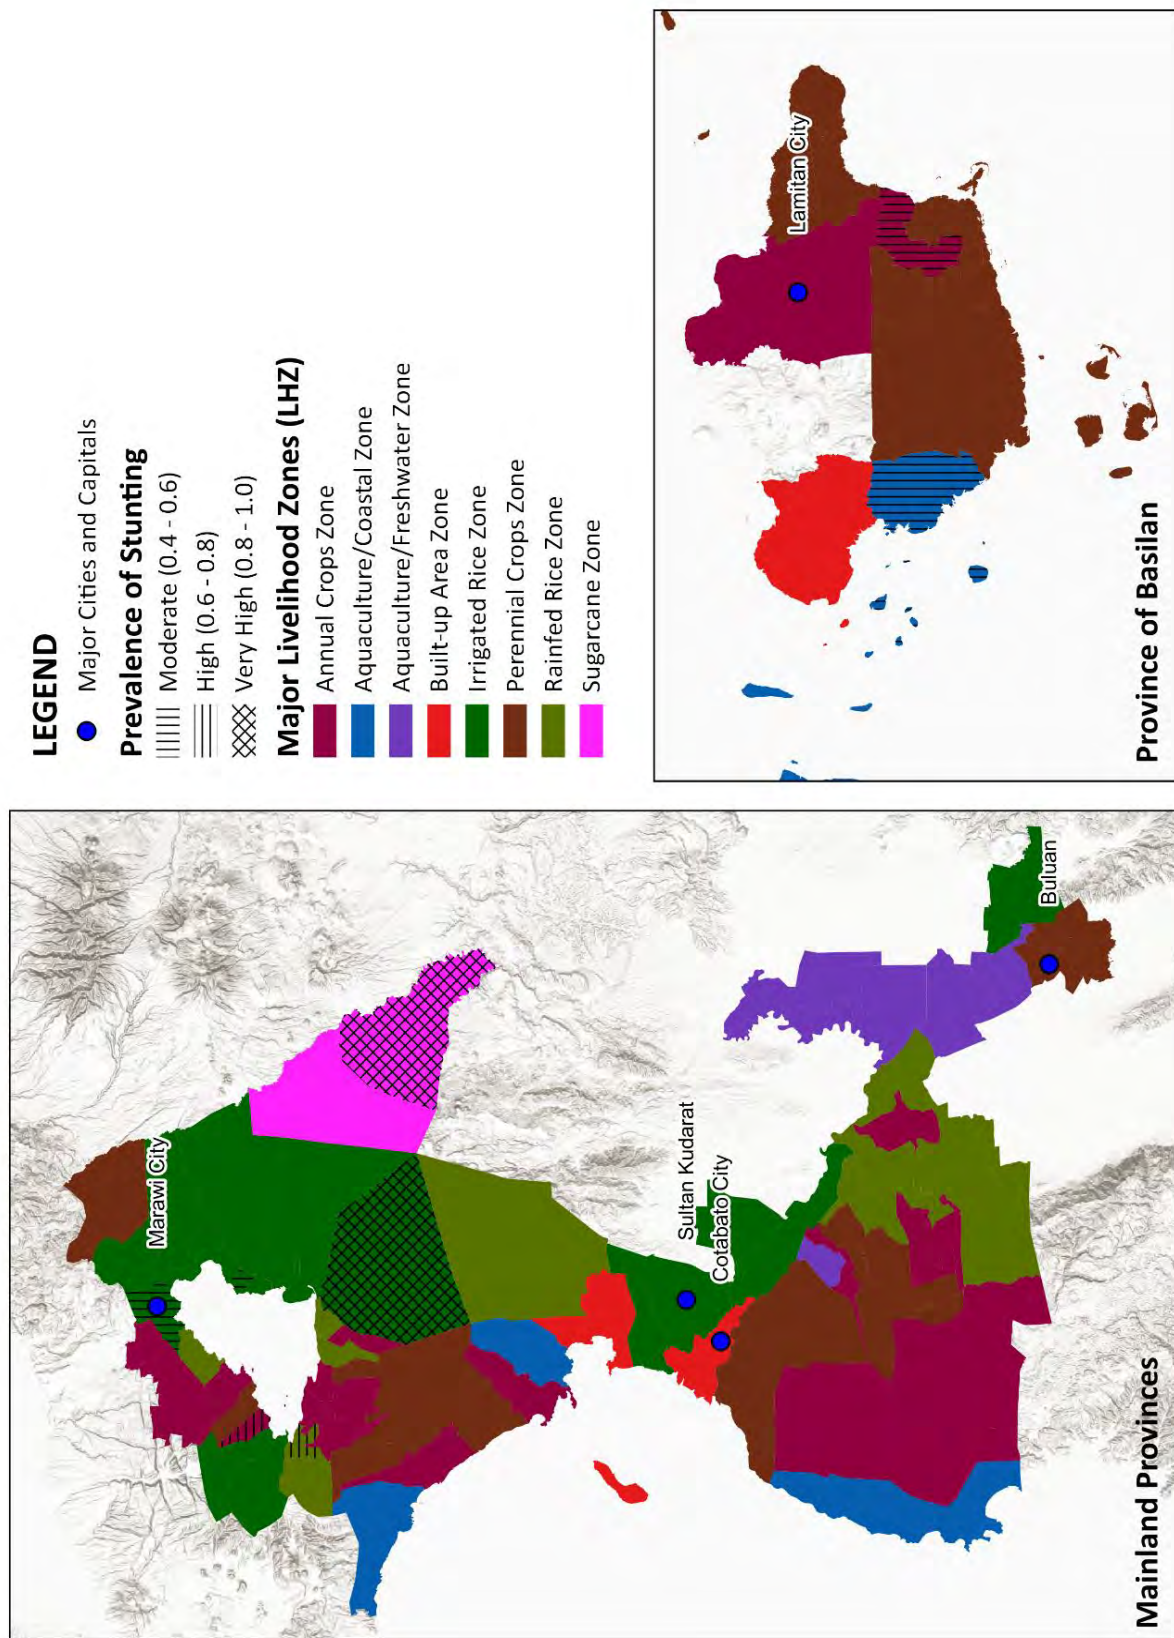 LEGEND
Major Cities and Capitals
Prevalence of Stunting
Moderate (0.4 - 0.6)
High (0.6 - 0.8)
Very High (0.8 - 1.0)
Major Livelihood Zones (LHZ)
Annual Crops Zone
Aquaculture/Coastal Zone
Aquaculture/Freshwater Zone
Built-up Area Zone
Irrigated Rice Zone
Perennial Crops Zone
Rainfed Rice Zone
Sugarcane Zone
Marawi City
Sultan Kudarat
Cotabato City
Buluan
Mainland Provinces
Lamitan City
Province of Basilan